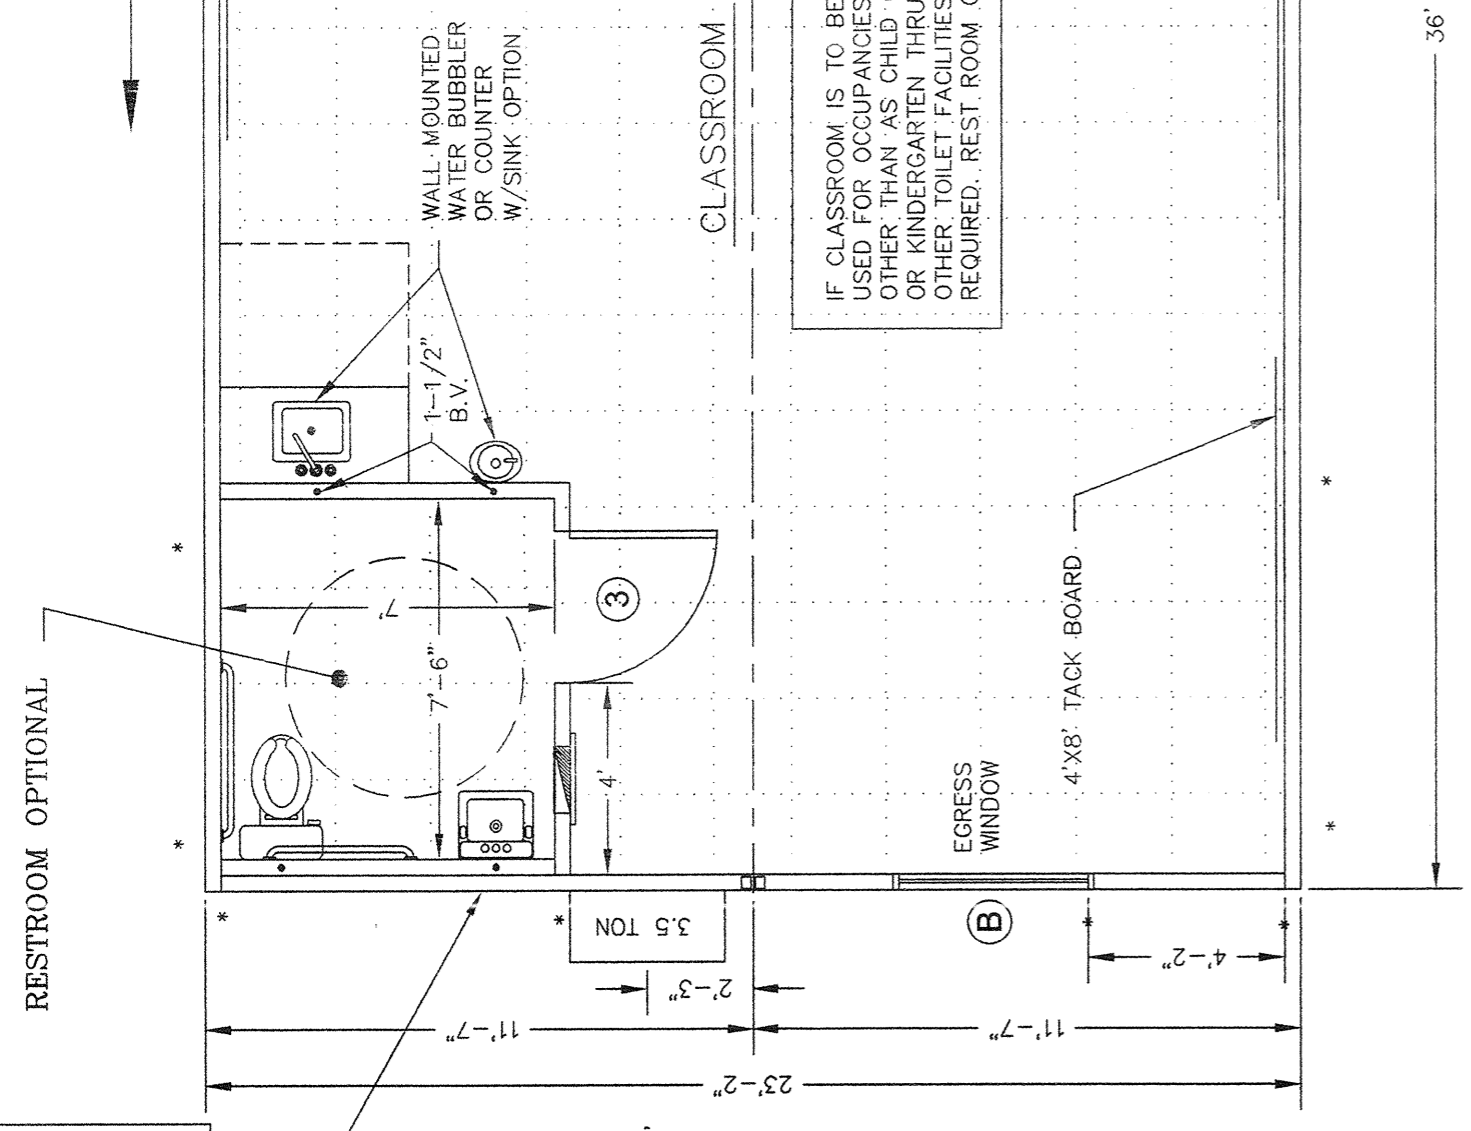 RESTROOM OPTIONAL
WALL MOUNTED
WATER BUBBLER
OR COUNTER
W/SINK OPTION
1-1/2"
B.V.
7'
7'-6"
3
4'
CLASSROOM
IF CLASSROOM IS TO BE
USED FOR OCCUPANCIES
OTHER THAN AS CHILD
OR KINDERGARTEN THRU
OTHER TOILET FACILITIES
REQUIRED. REST ROOM
EGRESS
WINDOW
4'X8' TACK BOARD
36'
3.5 TON
B
2'-3"
4'-2"
11'-7"
11'-7"
23'-2"